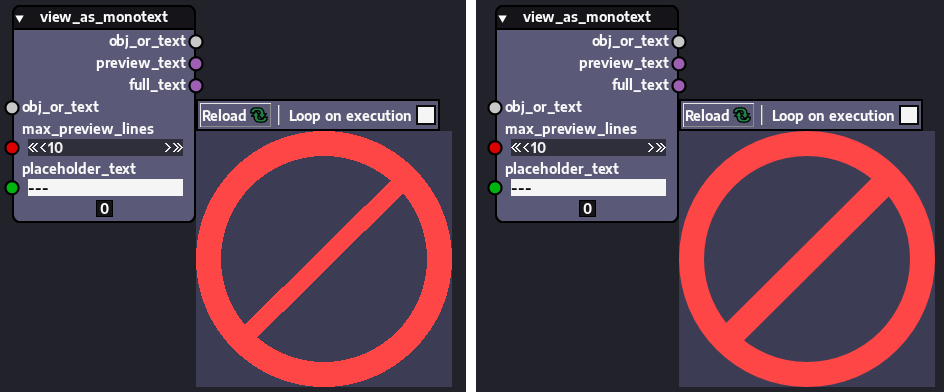 view_as_monotext
obj_or_text
preview_text
full_text
obj_or_text
Reload | Loop on execution
max_preview_lines
≪<10 >≫
placeholder_text
---
0
view_as_monotext
obj_or_text
preview_text
full_text
obj_or_text
Reload | Loop on execution
max_preview_lines
≪<10 >≫
placeholder_text
---
0